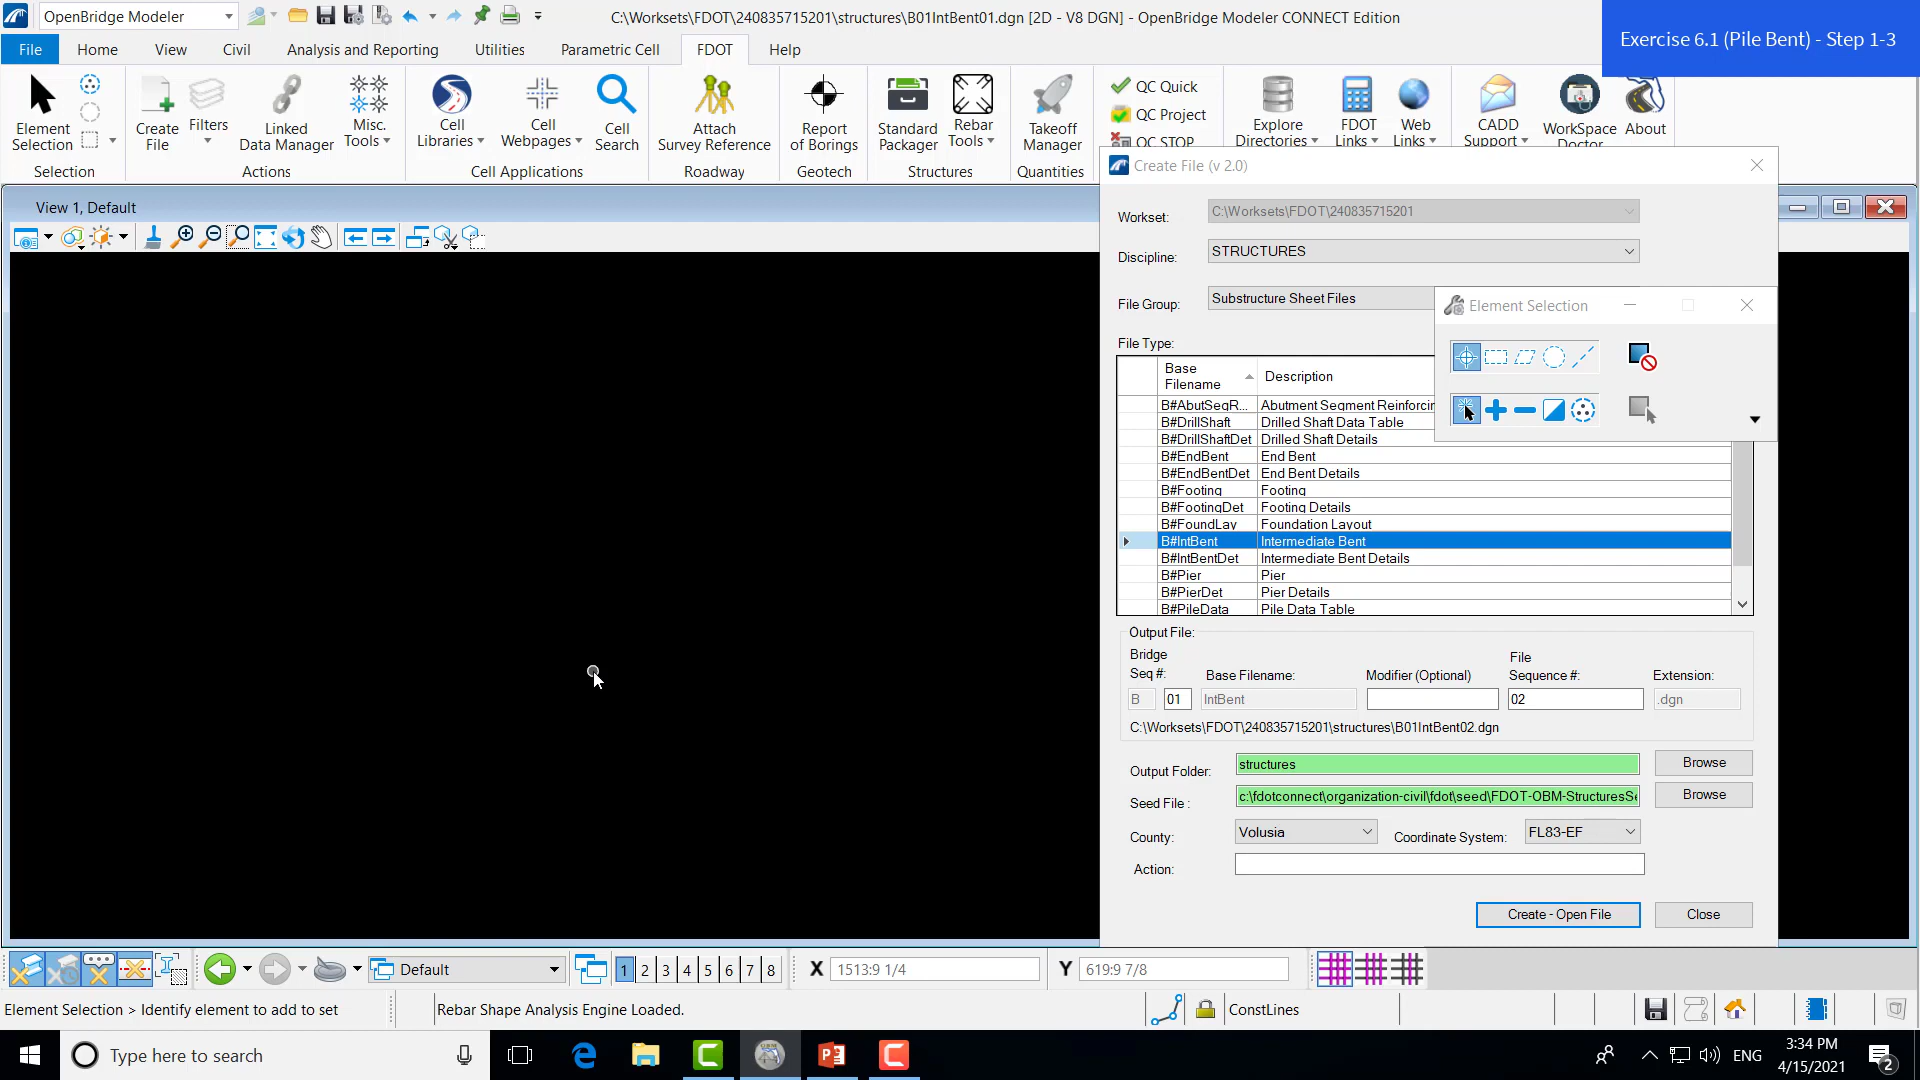 OpenBridge Modeler
C:\Worksets\FDOT\240835715201\structures\B01IntBent01.dgn [2D - V8 DGN] - OpenBridge Modeler CONNECT Edition
Exercise 6.1 (Pile Bent) - Step 1-3
File Home View Civil Analysis and Reporting Utilities Parametric Cell FDOT Help
Element Selection
Create File
Filters
Linked Data Manager
Misc. Tools
Cell Libraries
Cell Webpages
Cell Search
Attach Survey Reference
Report of Borings
Standard Packager
Rebar Tools
Takeoff Manager
QC Quick
QC Project
QC STOP
Explore Directories
FDOT Links
Web Links
CADD Support
WorkSpace Doctor
About
Selection Actions Cell Applications Roadway Geotech Structures Quantities
Create File (v 2.0)
View 1, Default
Workset: C:\Worksets\FDOT\240835715201
Discipline: STRUCTURES
File Group: Substructure Sheet Files
Element Selection
File Type:
Base Filename Description
B#AbutSegR... Abutment Segment Reinforcin
B#DrillShaft Drilled Shaft Data Table
B#DrillShaftDet Drilled Shaft Details
B#EndBent End Bent
B#EndBentDet End Bent Details
B#Footing Footing
B#FootingDet Footing Details
B#FoundLay Foundation Layout
B#IntBent Intermediate Bent
B#IntBentDet Intermediate Bent Details
B#Pier Pier
B#PierDet Pier Details
B#PileData Pile Data Table
Output File:
Bridge Seq #: Base Filename: Modifier (Optional) File Sequence #: Extension:
B 01 IntBent 02 .dgn
C:\Worksets\FDOT\240835715201\structures\B01IntBent02.dgn
Output Folder: structures Browse
Seed File : c:\fdotconnect\organization-civil\fdot\seed\FDOT-OBM-StructuresSe Browse
County: Volusia Coordinate System: FL83-EF
Action:
Create - Open File Close
Default 1 2 3 4 5 6 7 8 X 1513:9 1/4 Y 619:9 7/8
Element Selection > Identify element to add to set Rebar Shape Analysis Engine Loaded. ConstLines
Type here to search ENG 3:34 PM
4/15/2021 2